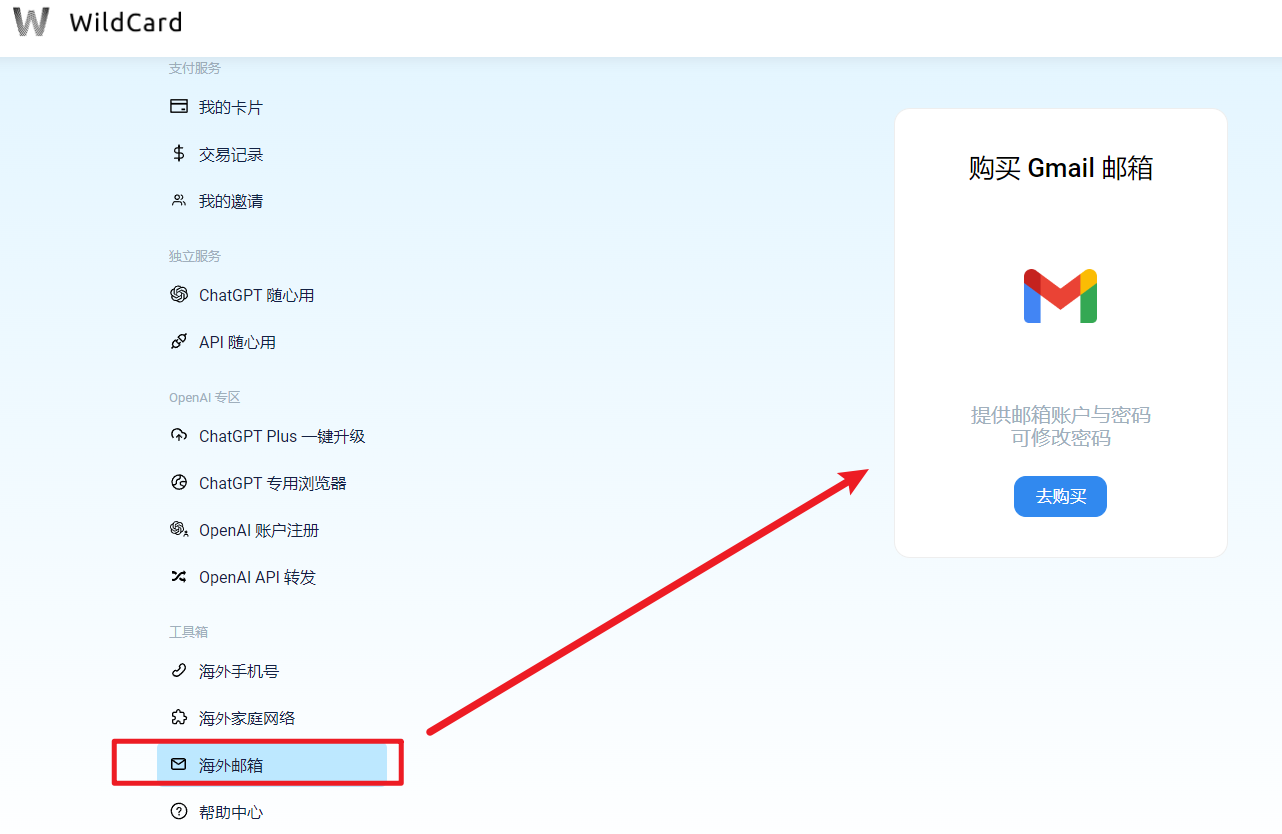 WildCard
支付服务
我的卡片
交易记录
我的邀请
独立服务
ChatGPT 随心用
API 随心用
OpenAI 专区
ChatGPT Plus 一键升级
ChatGPT 专用浏览器
OpenAI 账户注册
OpenAI API 转发
工具箱
海外手机号
海外家庭网络
海外邮箱
帮助中心
购买 Gmail 邮箱
提供邮箱账户与密码
可修改密码
去购买